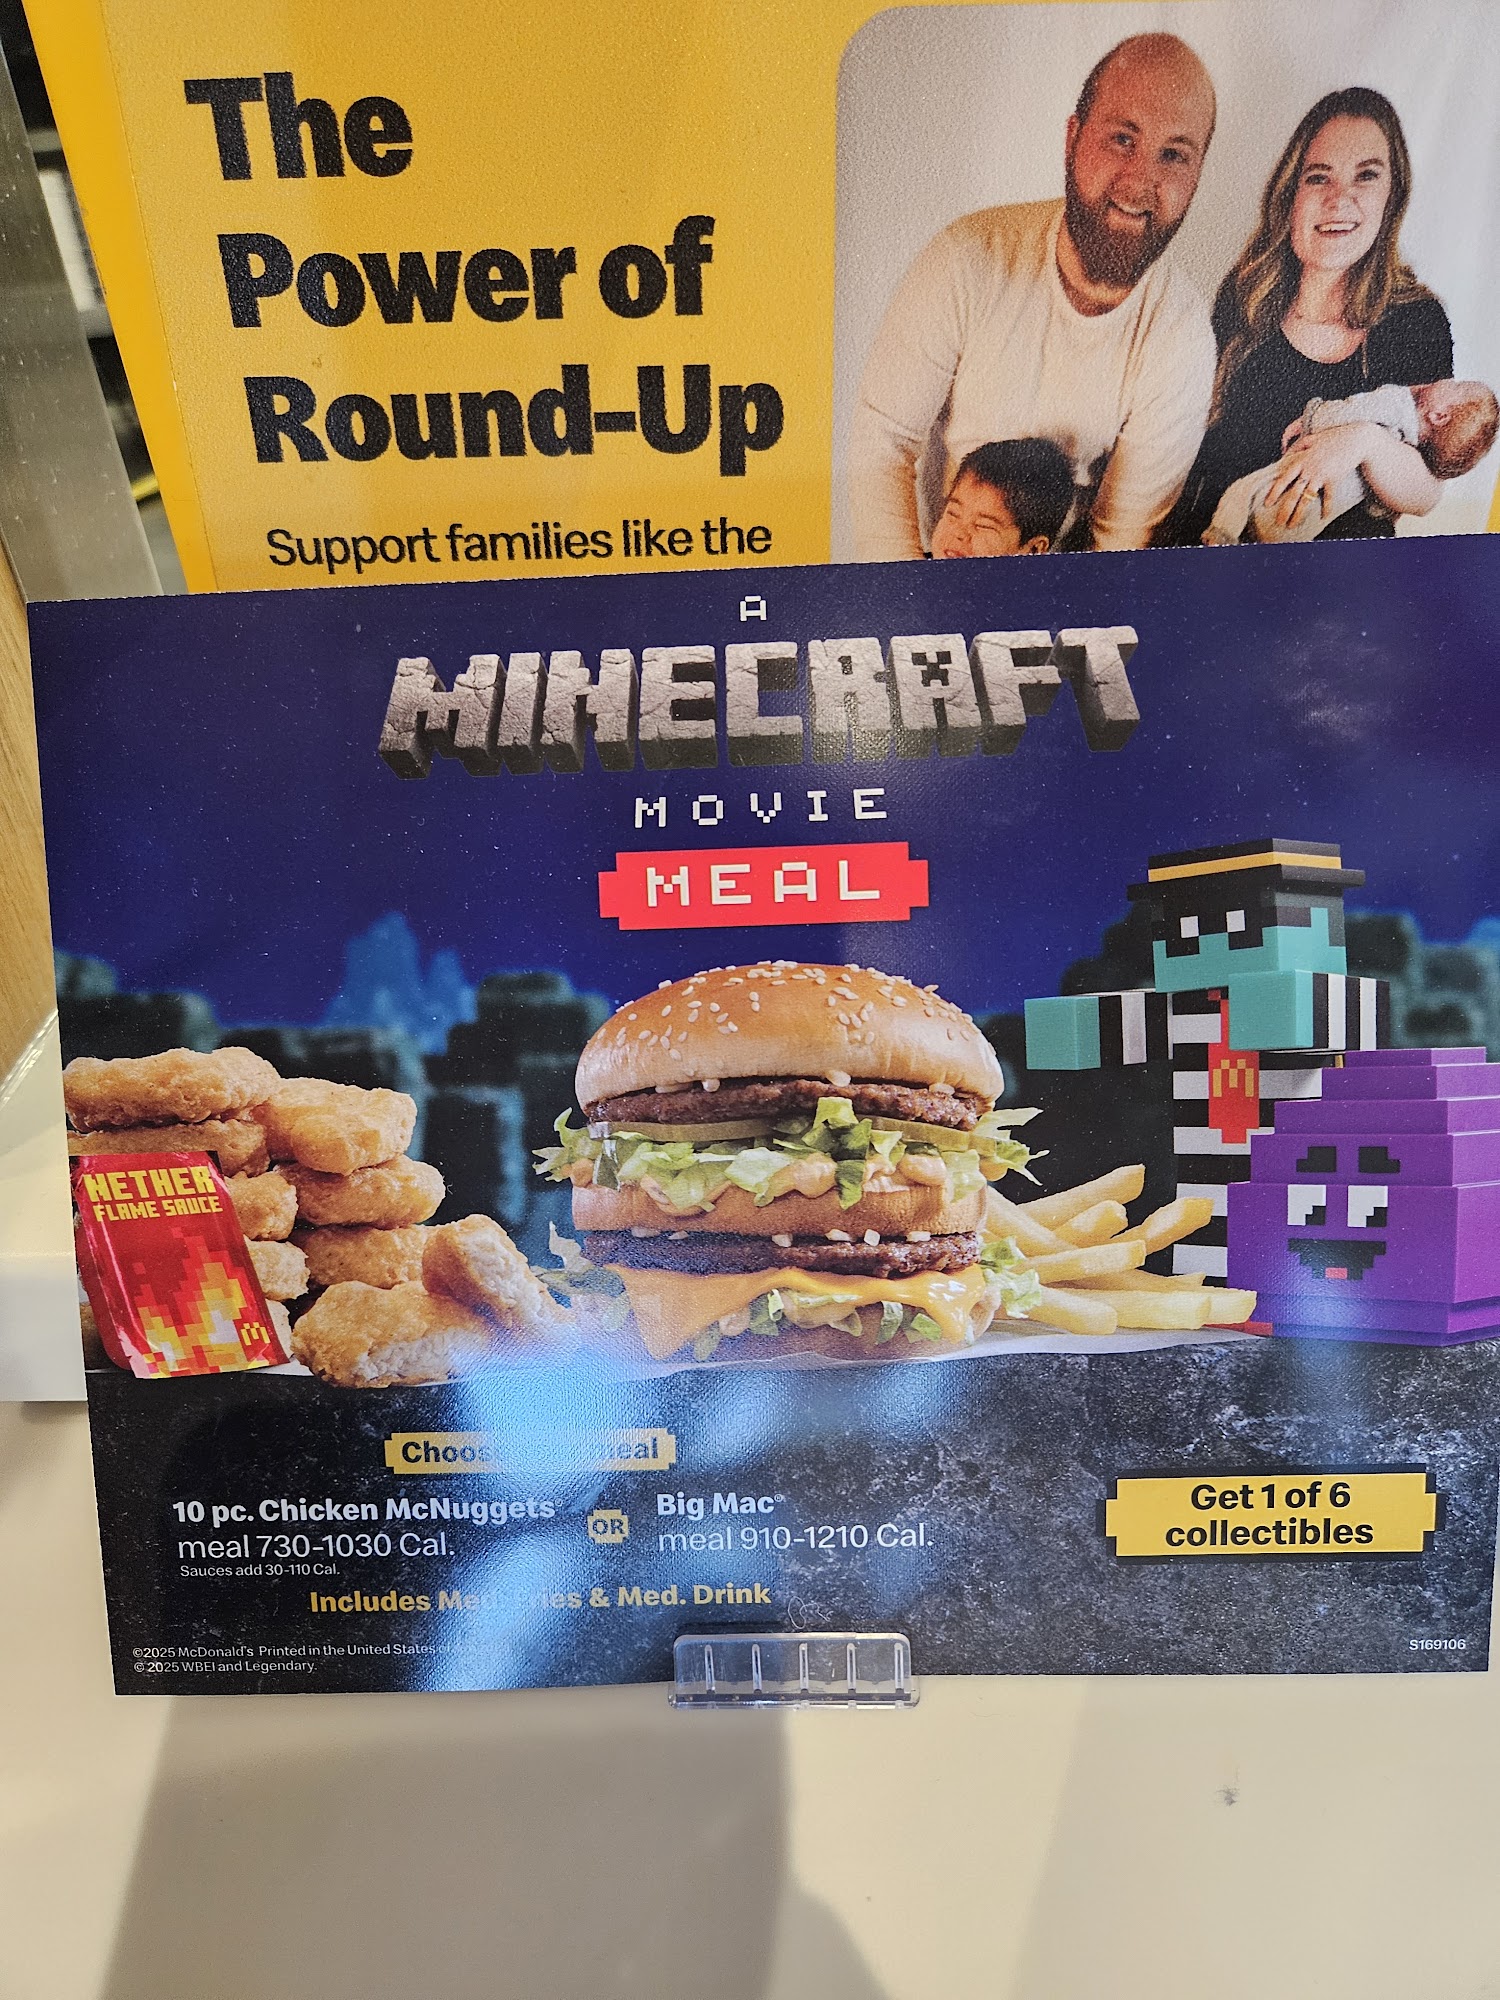 The
Power of
Round-Up
Support families like the
A
MINECRAFT
MOVIE
MEAL
NETHER
FLAME SAUCE
10 pc. Chicken McNuggets®
meal 730-1030 Cal.
Sauces add 30-110 Cal.
OR
Big Mac®
meal 910-1210 Cal.
Includes & Med. Drink
Get 1 of 6
collectibles
©2025 McDonald's Printed in the United States
©2025 WBEI and Legendary.
S169106